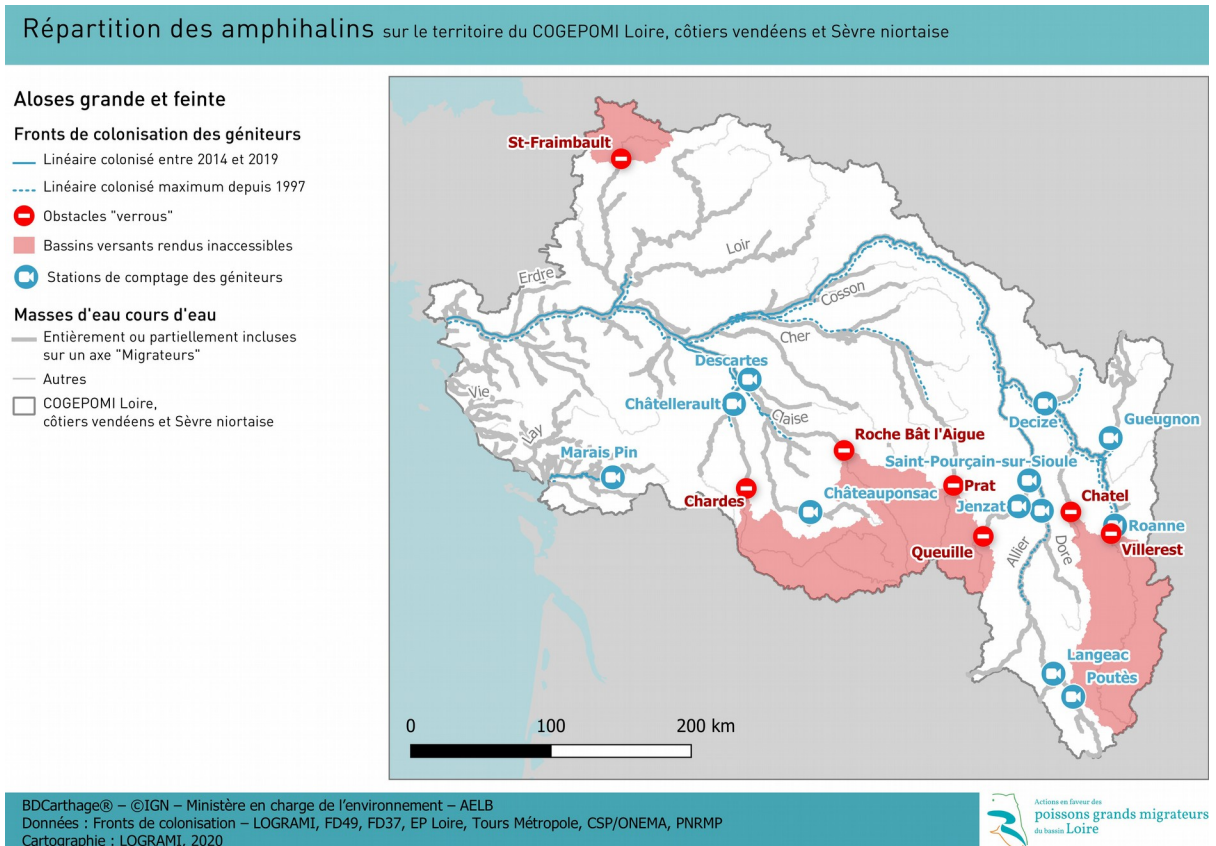 Répartition des amphihalins sur le territoire du COGEPOMI Loire, côtiers vendéens et Sèvre niortaise
Aloses grande et feinte
Fronts de colonisation des géniteurs
Linéaire colonisé entre 2014 et 2019
Linéaire colonisé maximum depuis 1997
Obstacles "verrous"
Bassins versants rendus inaccessibles
Stations de comptage des géniteurs
Masses d'eau cours d'eau
Entièrement ou partiellement incluses
sur un axe "Migrateurs"
Autres
COGEPOMI Loire,
côtiers vendéens et Sèvre niortaise
St-Fraimbault
Loir
Erdre
Cosson
Cher
Descartes
Vie
Châtellerault
Claise
Decize
Gueugnon
Lay
Roche Bât l'Aigue
Marais Pin
Saint-Pourçain-sur-Sioule
Chardes
Châteauponsac
Prat
Jenzat
Chatel
Roanne
Queuille
Allier
Dore
Villerest
Langeac
Poutès
0 100 200 km
BDCarthage® – ©IGN – Ministère en charge de l'environnement – AELB
Données : Fronts de colonisation – LOGRAMI, FD49, FD37, EP Loire, Tours Métropole, CSP/ONEMA, PNRMP
Cartographie : LOGRAMI, 2020
Actions en faveur des
poissons grands migrateurs
du bassin Loire